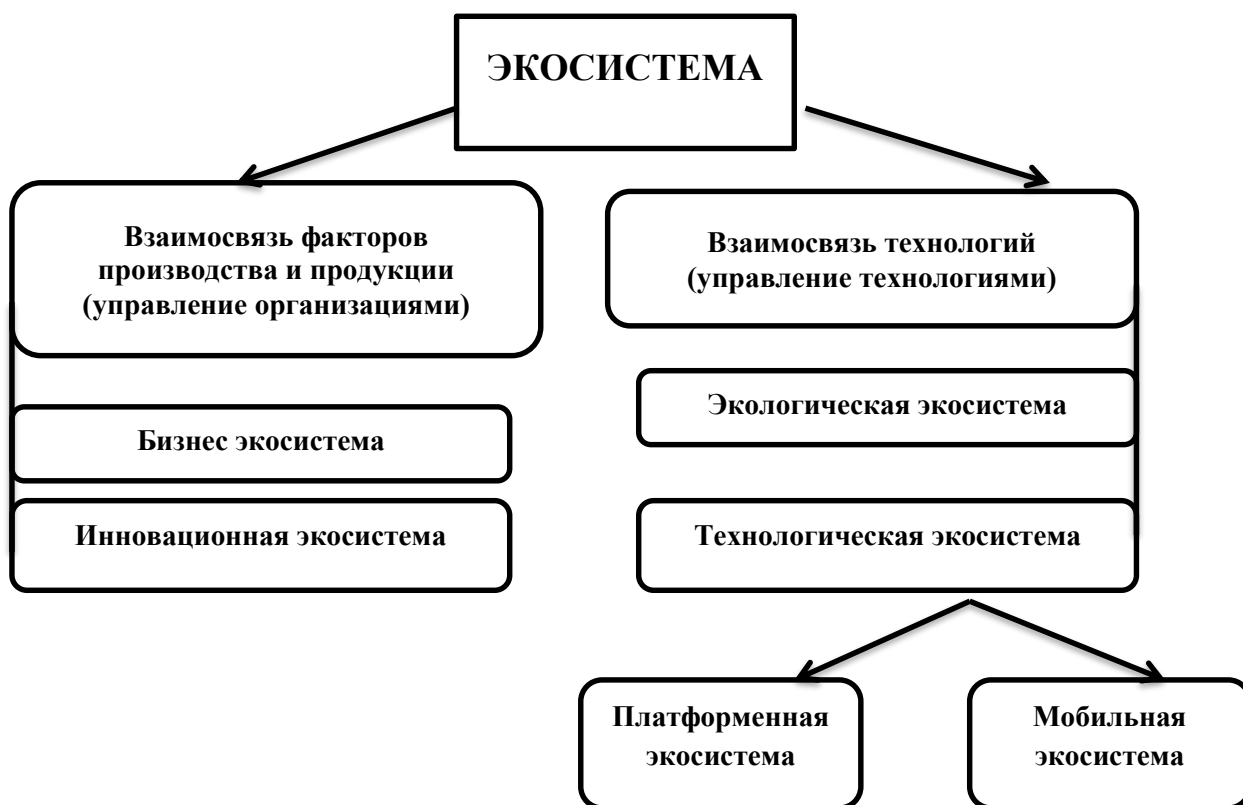 ЭКОСИСТЕМА
Взаимосвязь факторов
производства и продукции
(управление организациями)
Взаимосвязь технологий
(управление технологиями)
Бизнес экосистема
Инновационная экосистема
Экологическая экосистема
Технологическая экосистема
Платформенная
экосистема
Мобильная
экосистема